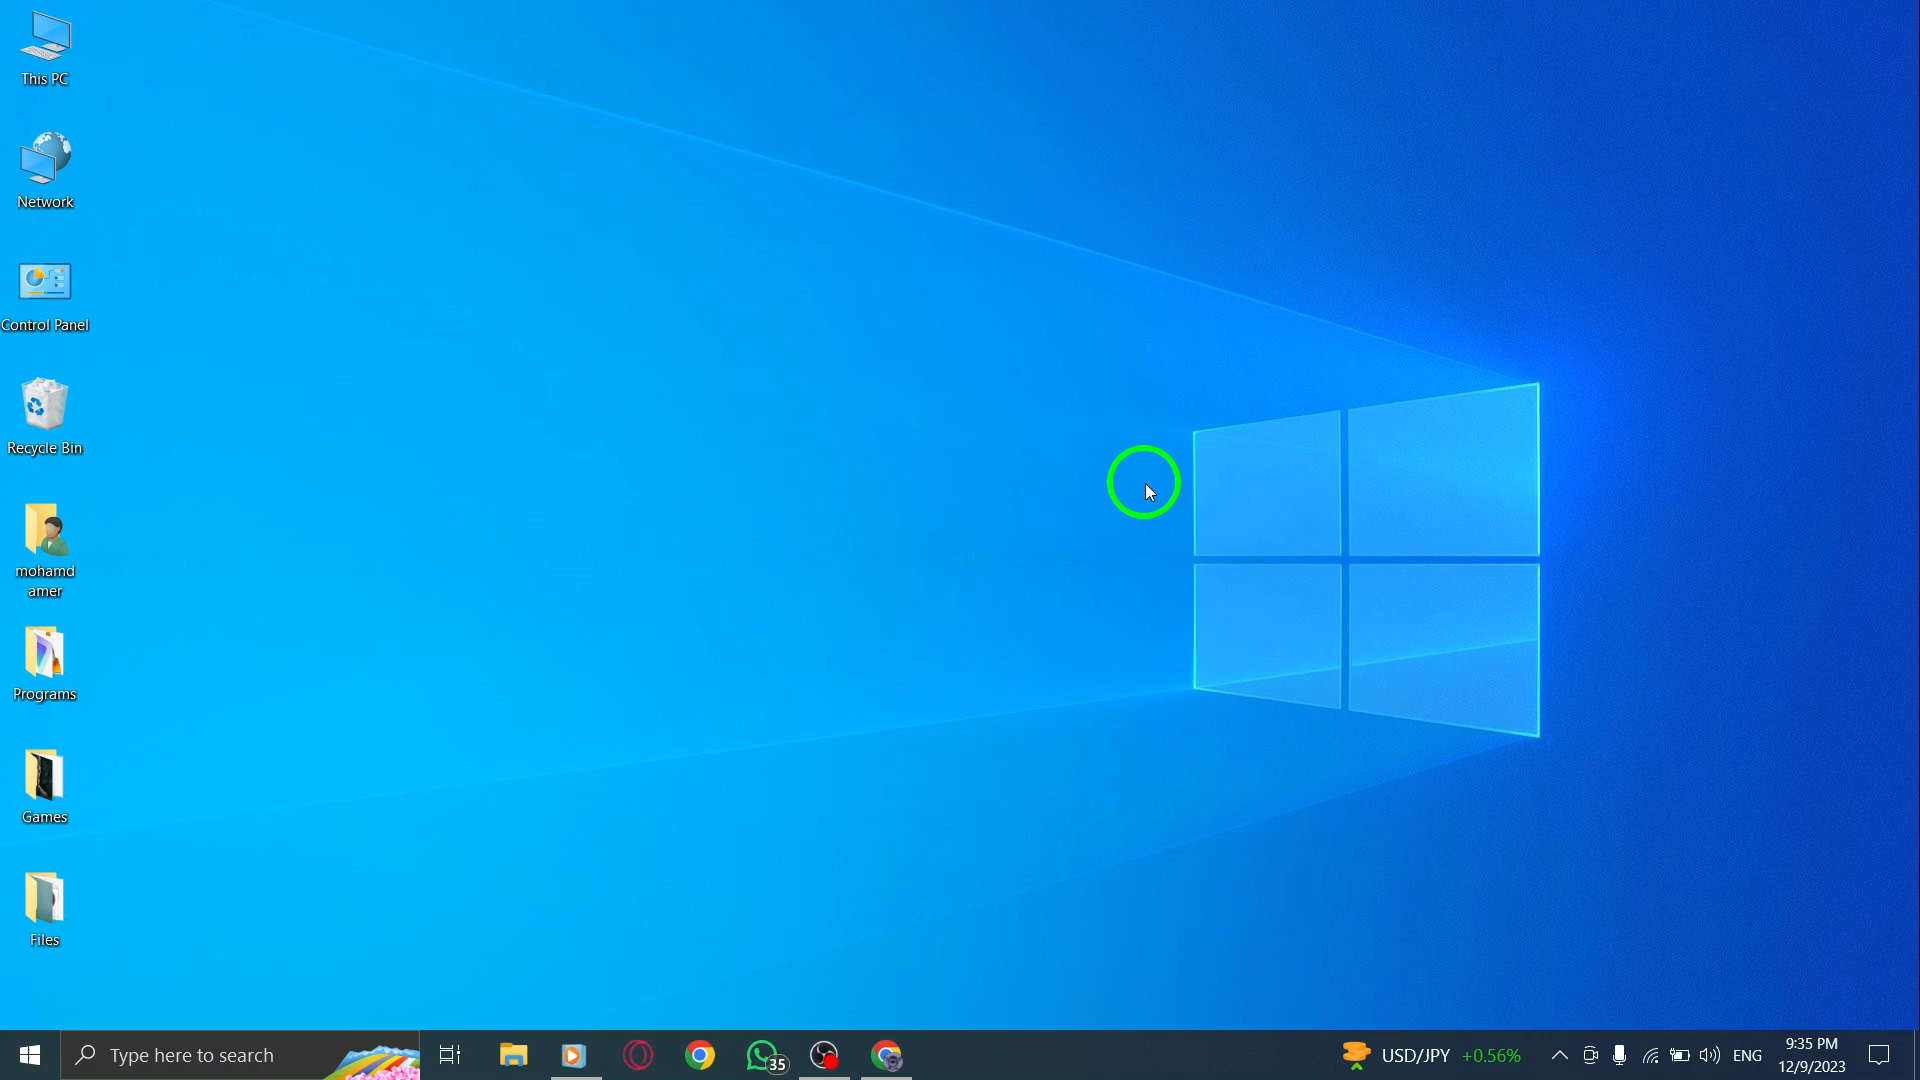 This PC
Network
Control Panel
Recycle Bin
mohamd
amer
Programs
Games
Files
Type here to search
35
USD/JPY +0.56%
ENG
9:35 PM
12/9/2023